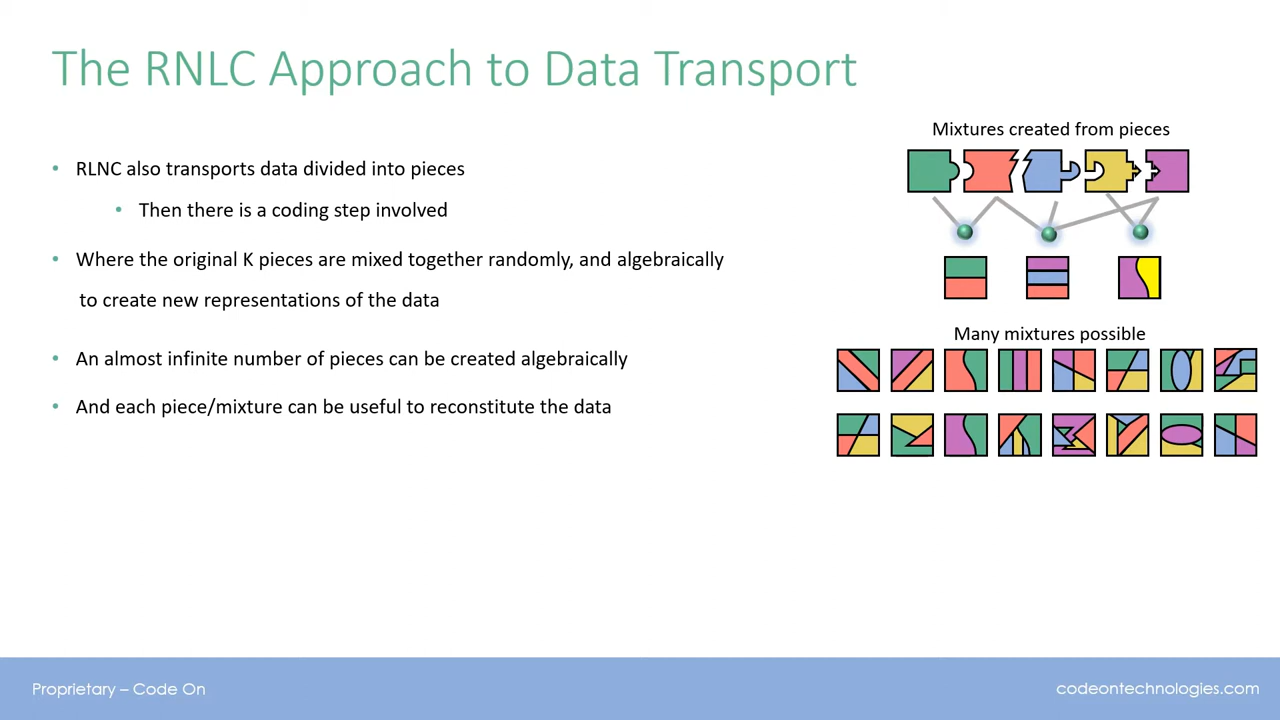 The RNLC Approach to Data Transport
• RLNC also transports data divided into pieces
• Then there is a coding step involved
• Where the original K pieces are mixed together randomly, and algebraically
to create new representations of the data
• An almost infinite number of pieces can be created algebraically
• And each piece/mixture can be useful to reconstitute the data
Mixtures created from pieces
Many mixtures possible
Proprietary – Code On
codeontechnologies.com